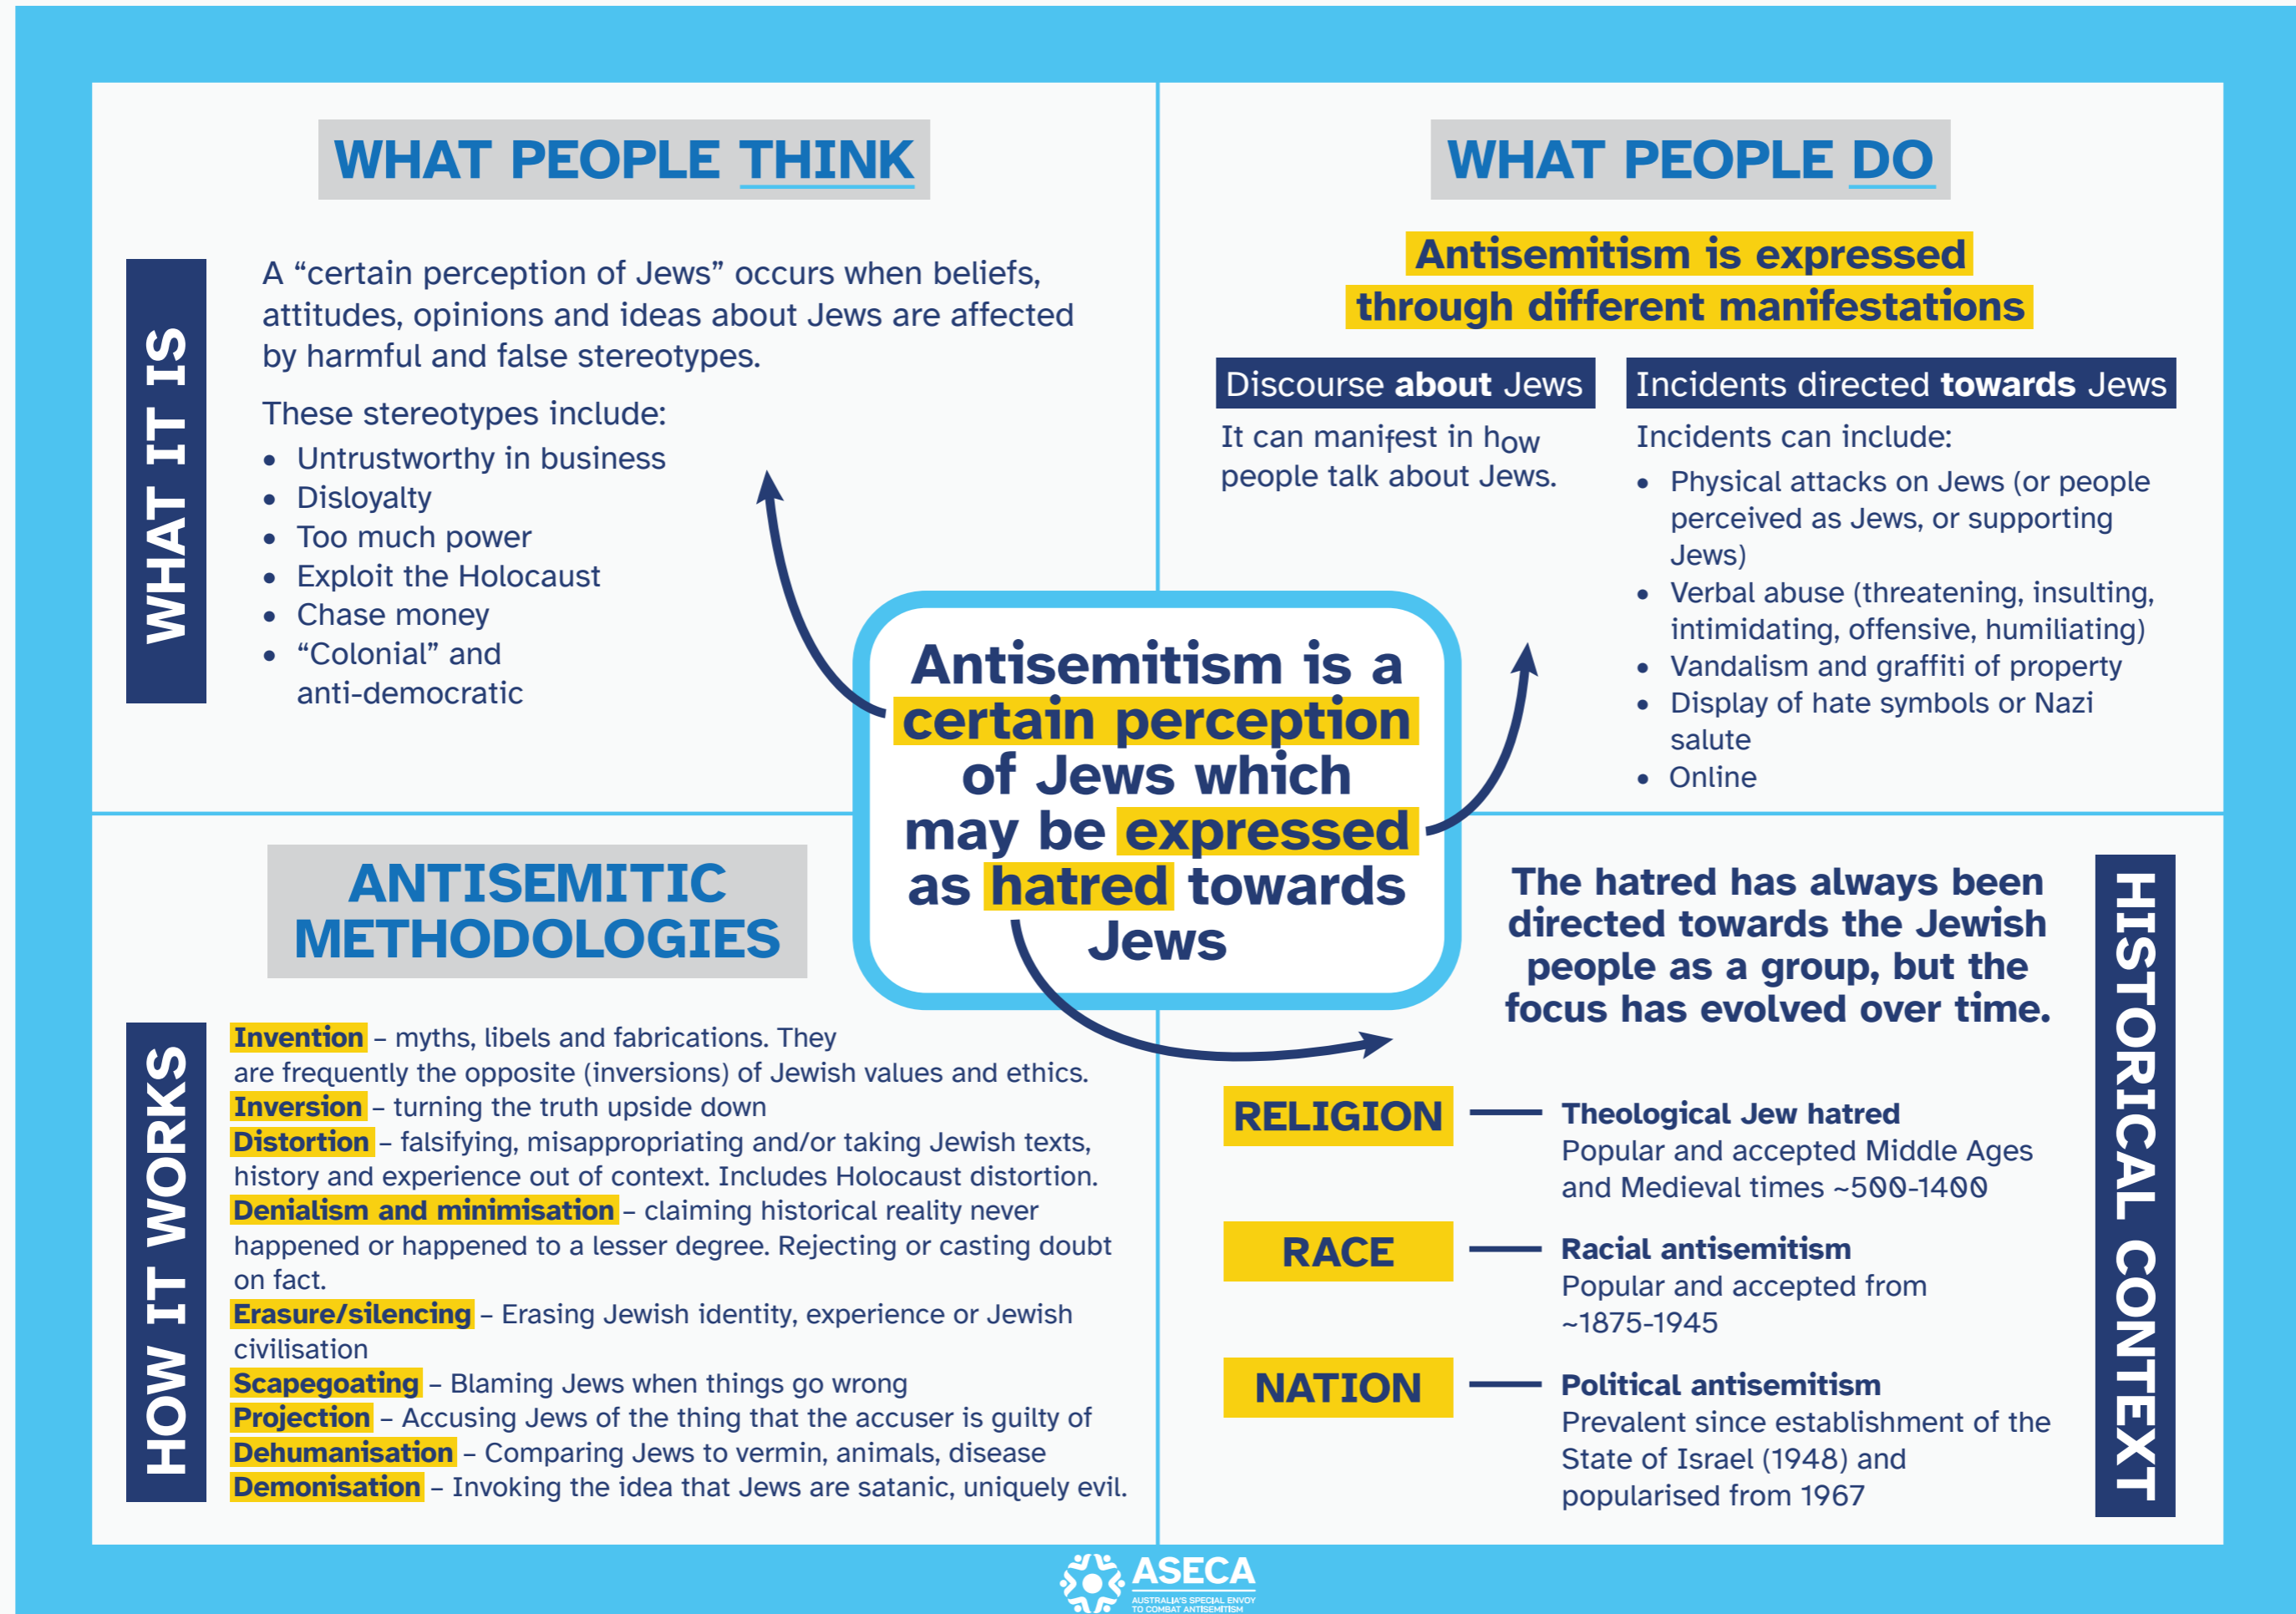 WHAT PEOPLE THINK
WHAT IT IS
A “certain perception of Jews” occurs when beliefs,
attitudes, opinions and ideas about Jews are affected
by harmful and false stereotypes.
These stereotypes include:
• Untrustworthy in business
• Disloyalty
• Too much power
• Exploit the Holocaust
• Chase money
• “Colonial” and
anti-democratic
WHAT PEOPLE DO
Antisemitism is expressed
through different manifestations
Discourse about Jews
It can manifest in how
people talk about Jews.
Incidents directed towards Jews
Incidents can include:
• Physical attacks on Jews (or people
perceived as Jews, or supporting
Jews)
• Verbal abuse (threatening, insulting,
intimidating, offensive, humiliating)
• Vandalism and graffiti of property
• Display of hate symbols or Nazi
salute
• Online
Antisemitism is a
certain perception
of Jews which
may be expressed
as hatred towards
Jews
ANTISEMITIC
METHODOLOGIES
HOW IT WORKS
Invention – myths, libels and fabrications. They
are frequently the opposite (inversions) of Jewish values and ethics.
Inversion – turning the truth upside down
Distortion – falsifying, misappropriating and/or taking Jewish texts,
history and experience out of context. Includes Holocaust distortion.
Denialism and minimisation – claiming historical reality never
happened or happened to a lesser degree. Rejecting or casting doubt
on fact.
Erasure/silencing – Erasing Jewish identity, experience or Jewish
civilisation
Scapegoating – Blaming Jews when things go wrong
Projection – Accusing Jews of the thing that the accuser is guilty of
Dehumanisation – Comparing Jews to vermin, animals, disease
Demonisation – Invoking the idea that Jews are satanic, uniquely evil.
The hatred has always been
directed towards the Jewish
people as a group, but the
focus has evolved over time.
HISTORICAL CONTEXT
RELIGION
Theological Jew hatred
Popular and accepted Middle Ages
and Medieval times ~500-1400
RACE
Racial antisemitism
Popular and accepted from
~1875-1945
NATION
Political antisemitism
Prevalent since establishment of the
State of Israel (1948) and
popularised from 1967
ASECA
AUSTRALIA'S SPECIAL ENVOY
TO COMBAT ANTISEMITISM